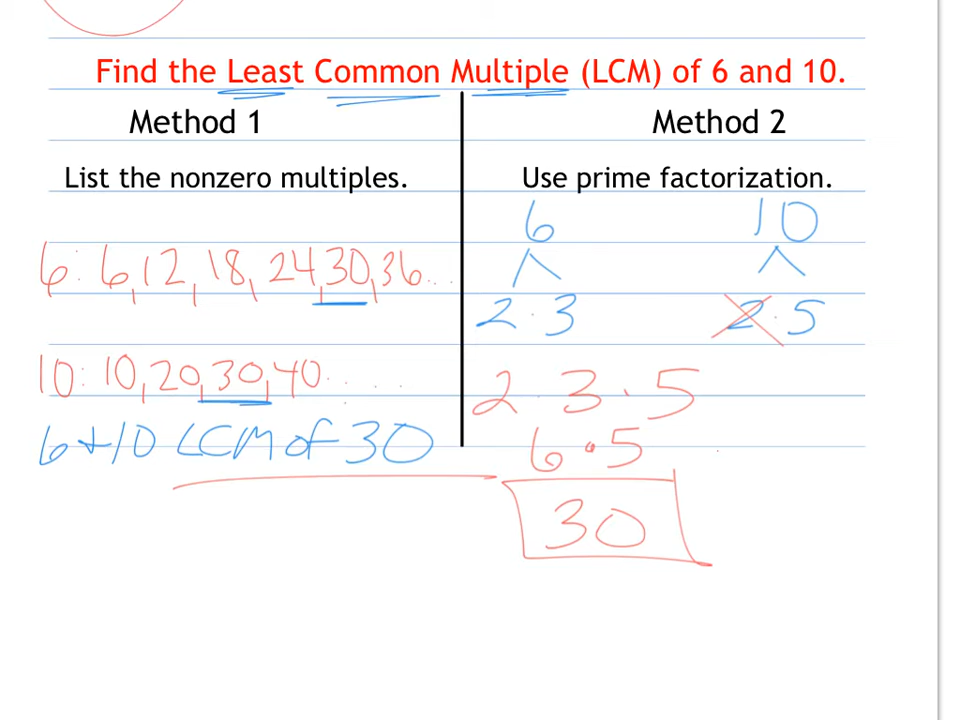 Find the Least Common Multiple (LCM) of 6 and 10.
Method 1
List the nonzero multiples.
6: 6, 12, 18, 24, 30, 36...
10: 10, 20, 30, 40.....
6 + 10 LCM of 30
Method 2
Use prime factorization.
6 10
2 · 3 2 · 5
2 · 3 · 5
6 · 5
30